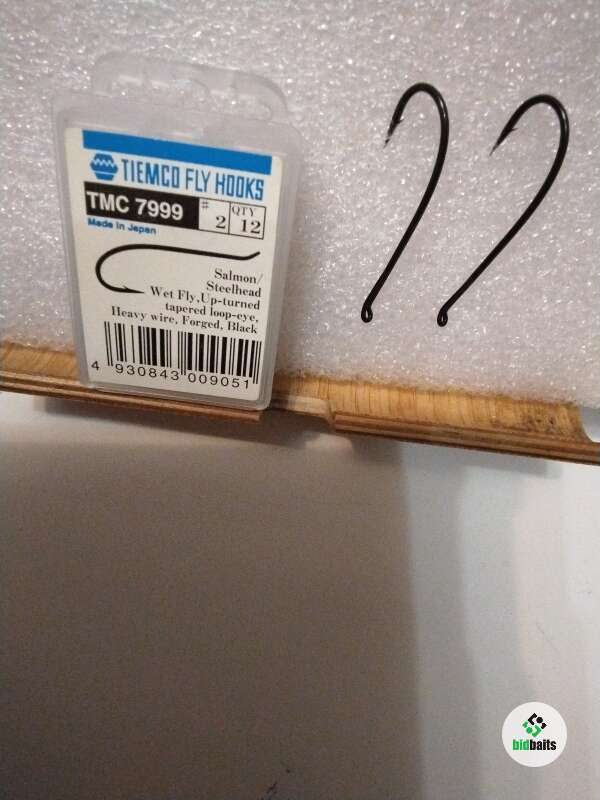 TIEMCO FLY HOOKS
TMC 7999
# 2
QTY 12
Made in Japan
Salmon/
Steelhead
Wet Fly,Up-turned
tapered loop-eye,
Heavy wire, Forged, Black
4 930843 009051
bidbaits